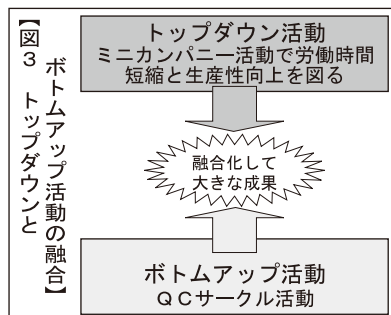 【図３　トップダウンと
ボトムアップ活動の融合】
トップダウン活動
ミニカンパニー活動で労働時間
短縮と生産性向上を図る
融合化して
大きな成果
ボトムアップ活動
ＱＣサークル活動